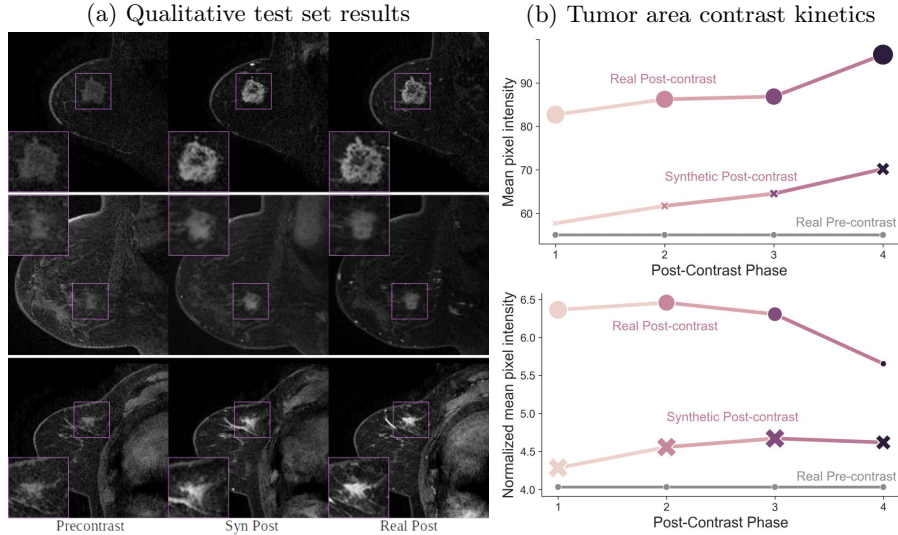 (a) Qualitative test set results
Precontrast
Syn Post
Real Post
(b) Tumor area contrast kinetics
Mean pixel intensity
90
80
70
60
Real Post-contrast
Synthetic Post-contrast
Real Pre-contrast
1 2 3 4
Post-Contrast Phase
Normalized mean pixel intensity
6.5
6.0
5.5
5.0
4.5
4.0
Real Post-contrast
Synthetic Post-contrast
Real Pre-contrast
1 2 3 4
Post-Contrast Phase